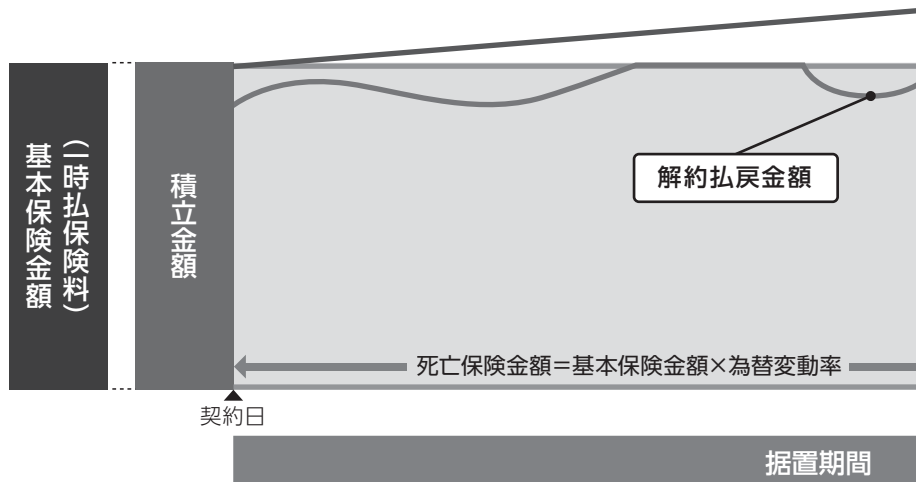 基本保険金額
(一時払保険料)
積立金額
解約払戻金額
死亡保険金額＝基本保険金額×為替変動率
契約日
据置期間